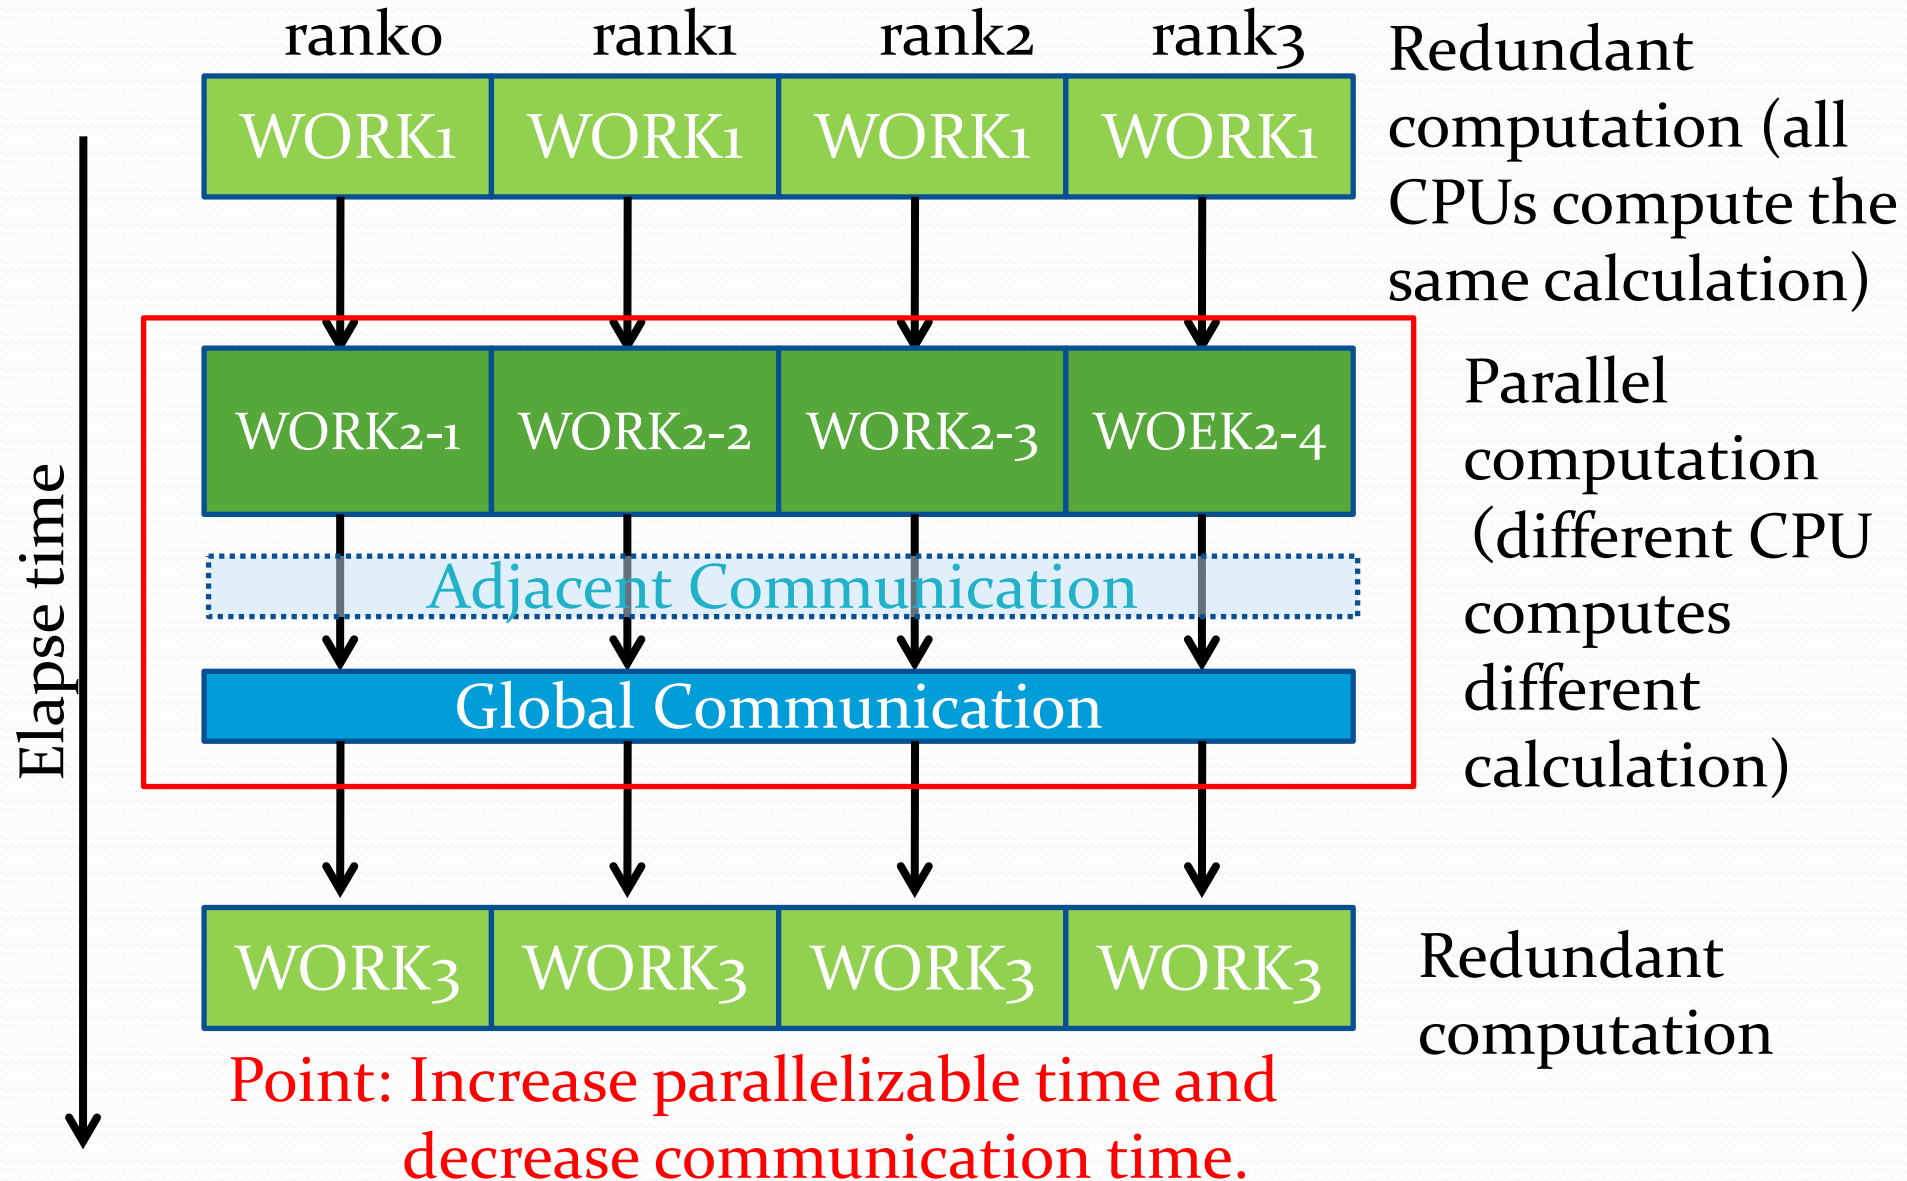 rank0 rank1 rank2 rank3
WORK1 WORK1 WORK1 WORK1
Redundant
computation (all
CPUs compute the
same calculation)
WORK2-1 WORK2-2 WORK2-3 WOEK2-4
Adjacent Communication
Global Communication
Parallel
computation
(different CPU
computes
different
calculation)
Elapse time
WORK3 WORK3 WORK3 WORK3
Redundant
computation
Point: Increase parallelizable time and
decrease communication time.